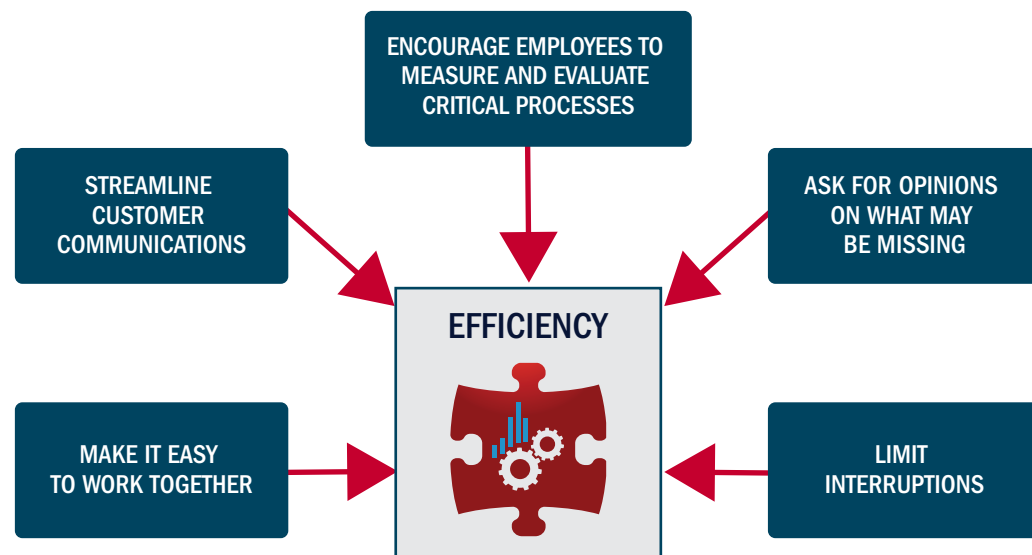 ENCOURAGE EMPLOYEES TO
MEASURE AND EVALUATE
CRITICAL PROCESSES
STREAMLINE
CUSTOMER
COMMUNICATIONS
ASK FOR OPINIONS
ON WHAT MAY
BE MISSING
EFFICIENCY
MAKE IT EASY
TO WORK TOGETHER
LIMIT
INTERRUPTIONS